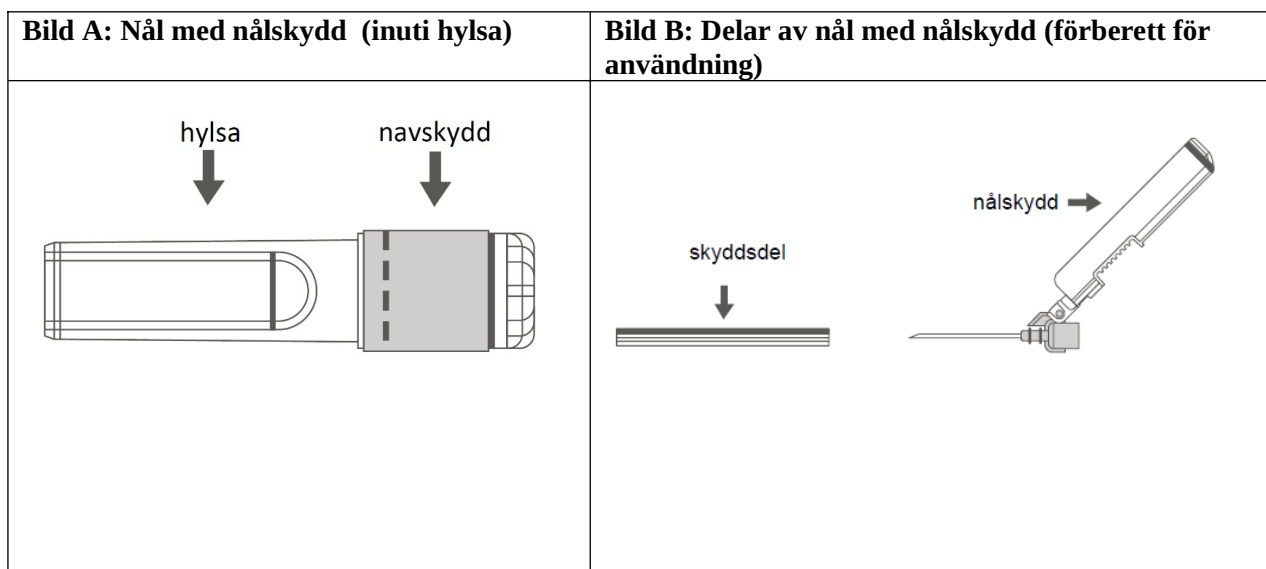 Bild A: Nål med nålskydd  (inuti hylsa)
Bild B: Delar av nål med nålskydd (förberett för
användning)
hylsa
navskydd
nålskydd
skyddsdel